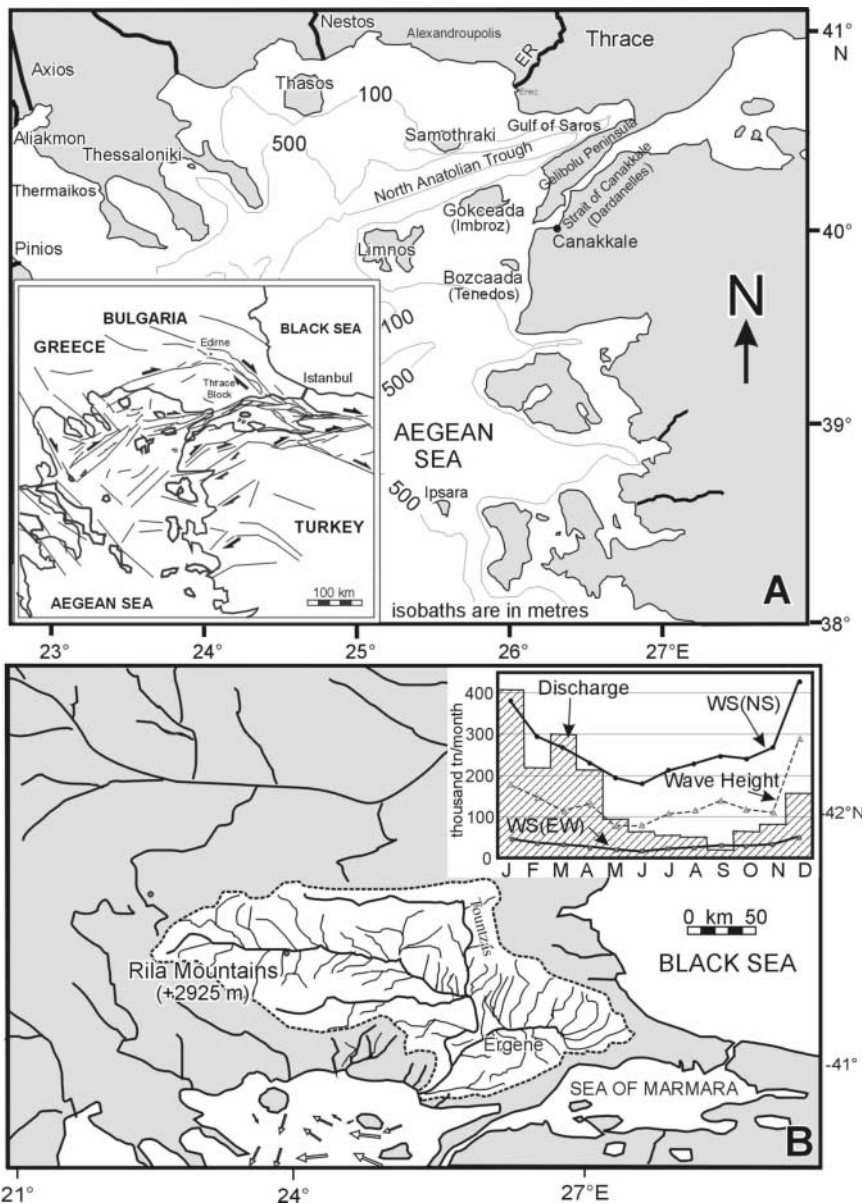 Nestos
Alexandroupolis
Thrace
41°
N
Axios
Thasos
100
ER
Enez
Aliakmon
Thessaloniki
500
Samothraki
Gulf of Saros
Gelibolu Peninsula
North Anatolian Trough
Strait of Canakkale
(Dardanelles)
Thermaikos
Gökceada
(Imbroz)
Canakkale
40°
Pinios
Limnos
Bozcaada
(Tenedos)
N
100
500
39°
AEGEAN
SEA
Ipsara
500
isobaths are in metres
A
38°
BULGARIA
BLACK SEA
GREECE
Edirne
Istanbul
Thrace
Block
TURKEY
AEGEAN SEA
100 km
23°
24°
25°
26°
27°E
thousand tn/month
400
300
200
100
0
Discharge
WS(NS)
Wave Height
WS(EW)
J F M A M J J A S O N D
42°N
0 km 50
Tountzás
Rila Mountains
(+2925 m)
BLACK SEA
Ergene
41°
SEA OF MARMARA
B
21°
24°
27°E